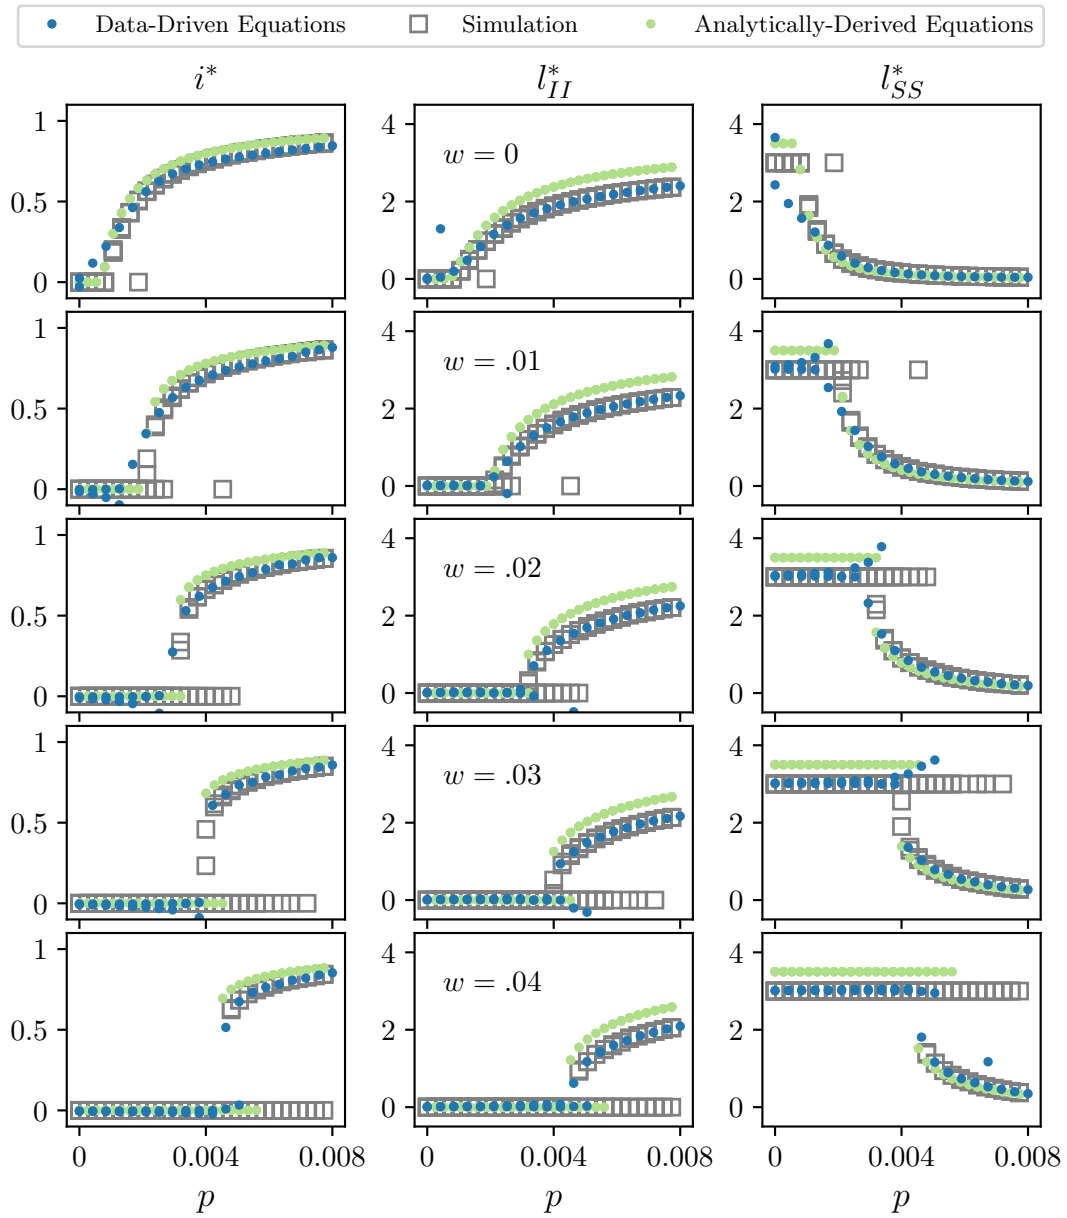 Data-Driven Equations Simulation Analytically-Derived Equations
i* l*_{II} l*_{SS}
1 0.5 0
w = 0
4 2 0
4 2 0
1 0.5 0
w = .01
4 2 0
4 2 0
1 0.5 0
w = .02
4 2 0
4 2 0
1 0.5 0
w = .03
4 2 0
4 2 0
1 0.5 0
w = .04
4 2 0
4 2 0
0 0.004 0.008 0 0.004 0.008 0 0.004 0.008
p p p